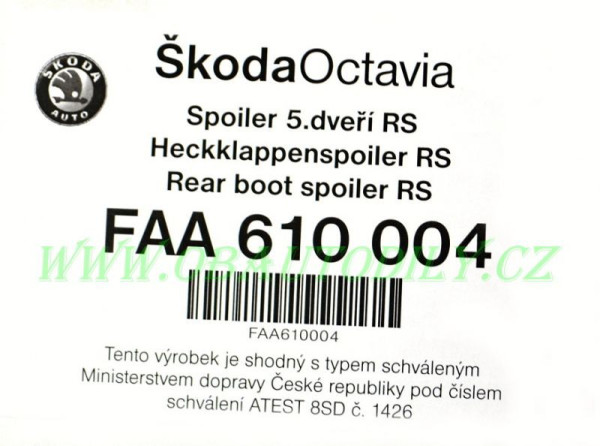 ŠKODA
AUTO
ŠkodaOctavia
Spoiler 5.dveří RS
Heckklappenspoiler RS
Rear boot spoiler RS
FAA 610 004
WWW.OBAUTODILY.CZ
FAA610004
Tento výrobek je shodný s typem schváleným
Ministerstvem dopravy České republiky pod číslem
schválení ATEST 8SD č. 1426